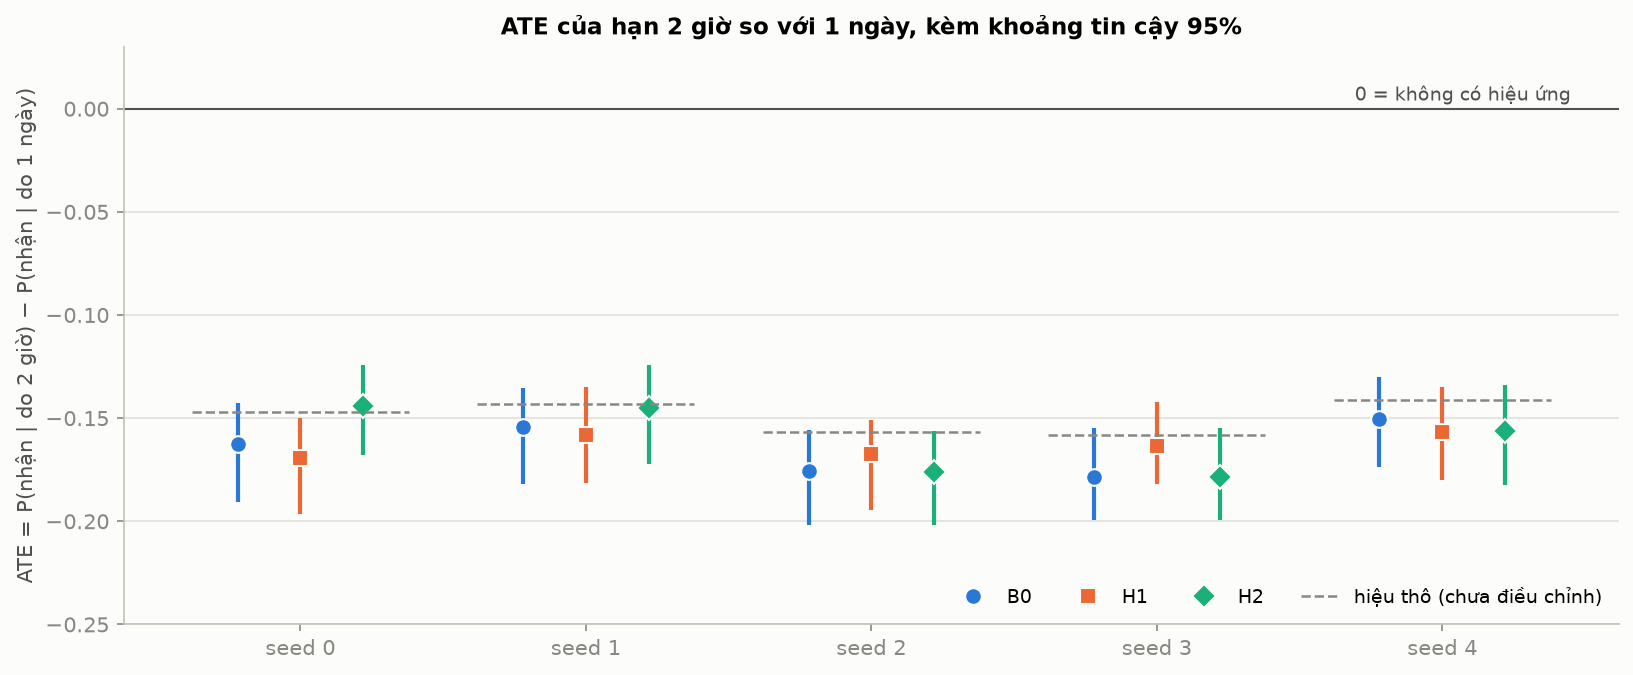 ATE của hạn 2 giờ so với 1 ngày, kèm khoảng tin cậy 95%
ATE = P(nhận | do 2 giờ) − P(nhận | do 1 ngày)
0.00
−0.05
−0.10
−0.15
−0.20
−0.25
0 = không có hiệu ứng
B0
H1
H2
hiệu thô (chưa điều chỉnh)
seed 0
seed 1
seed 2
seed 3
seed 4